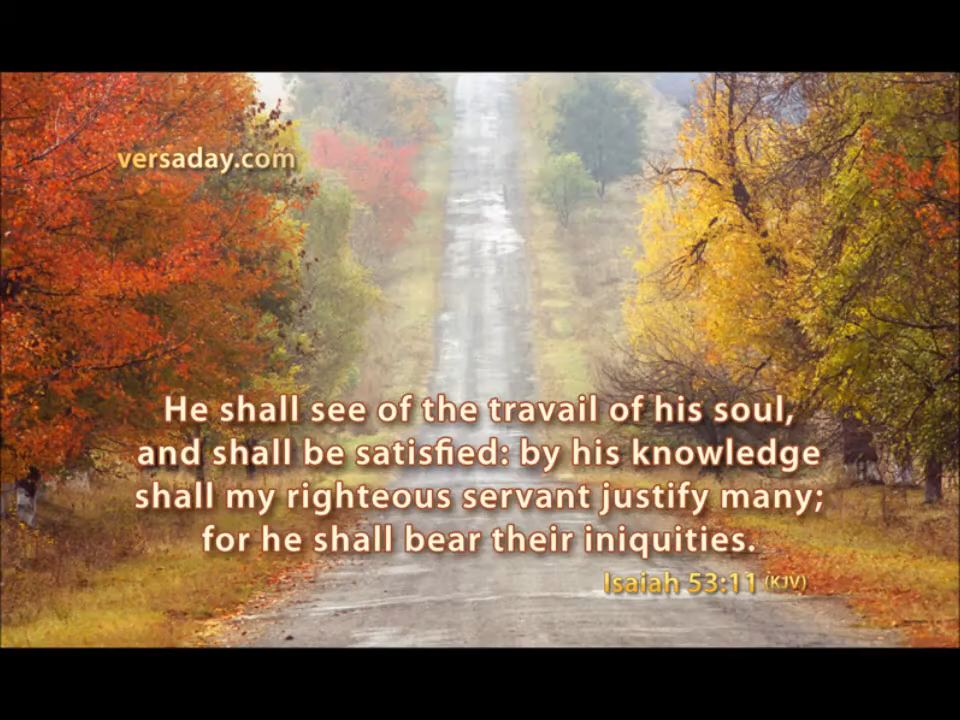 versaday.com
He shall see of the travail of his soul,
and shall be satisfied: by his knowledge
shall my righteous servant justify many;
for he shall bear their iniquities.
Isaiah 53:11 (KJV)